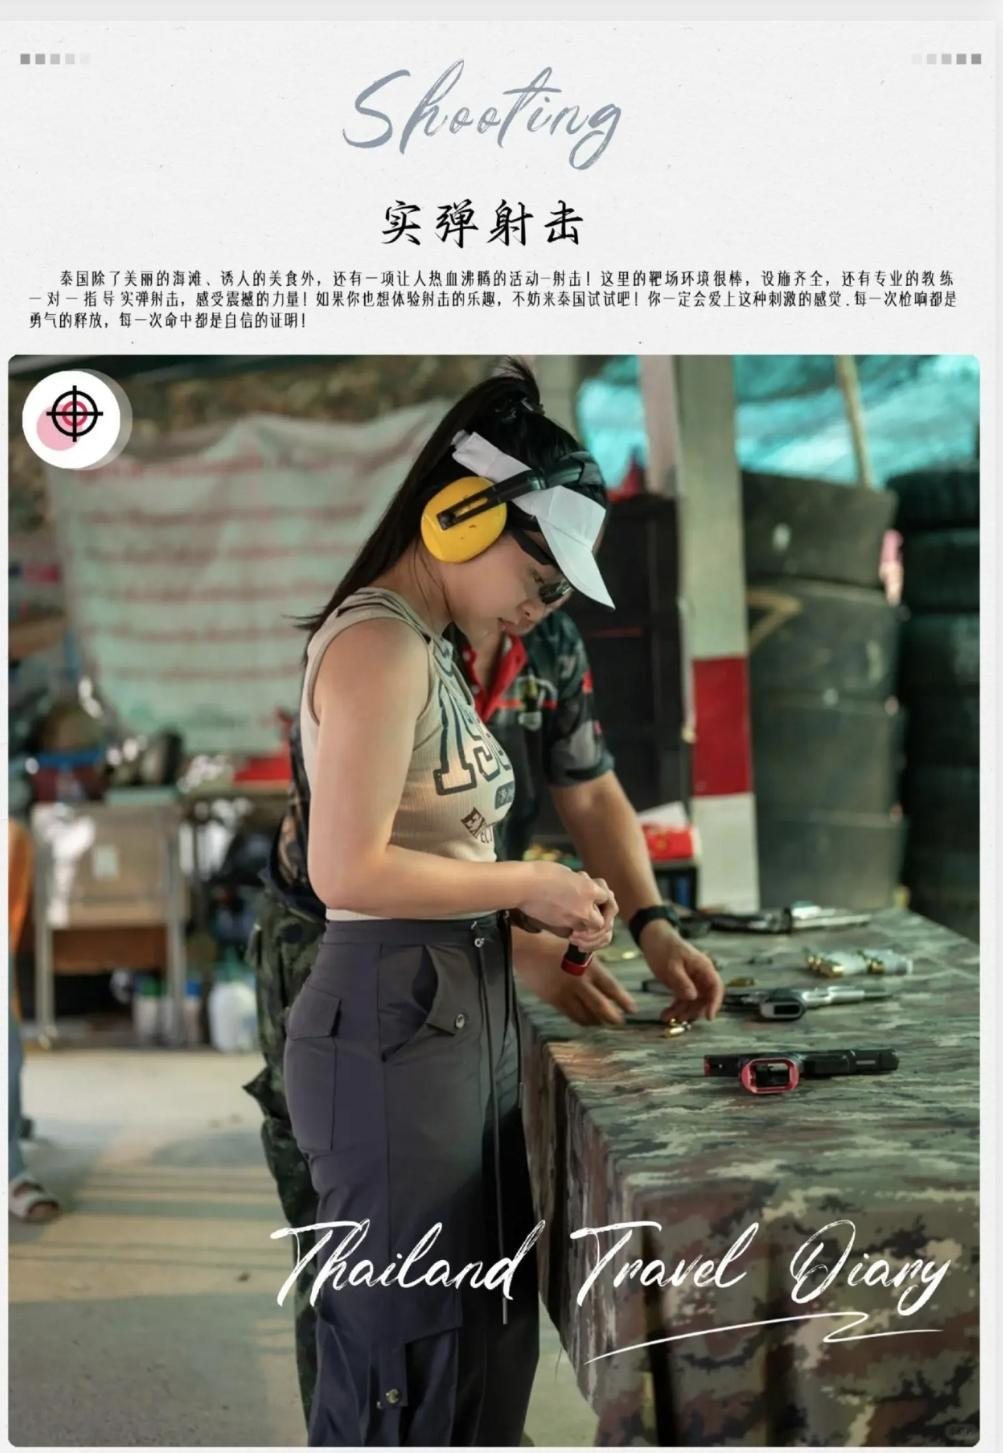 Shooting
实弹射击
泰国除了美丽的海滩、诱人的美食外，还有一项让人热血沸腾的活动—射击！这里的靶场环境很棒，设施齐全，还有专业的教练
一对一指导实弹射击，感受震撼的力量！如果你也想体验射击的乐趣，不妨来泰国试试吧！你一定会爱上这种刺激的感觉.每一次枪响都是
勇气的释放，每一次命中都是自信的证明！
Thailand Travel Diary